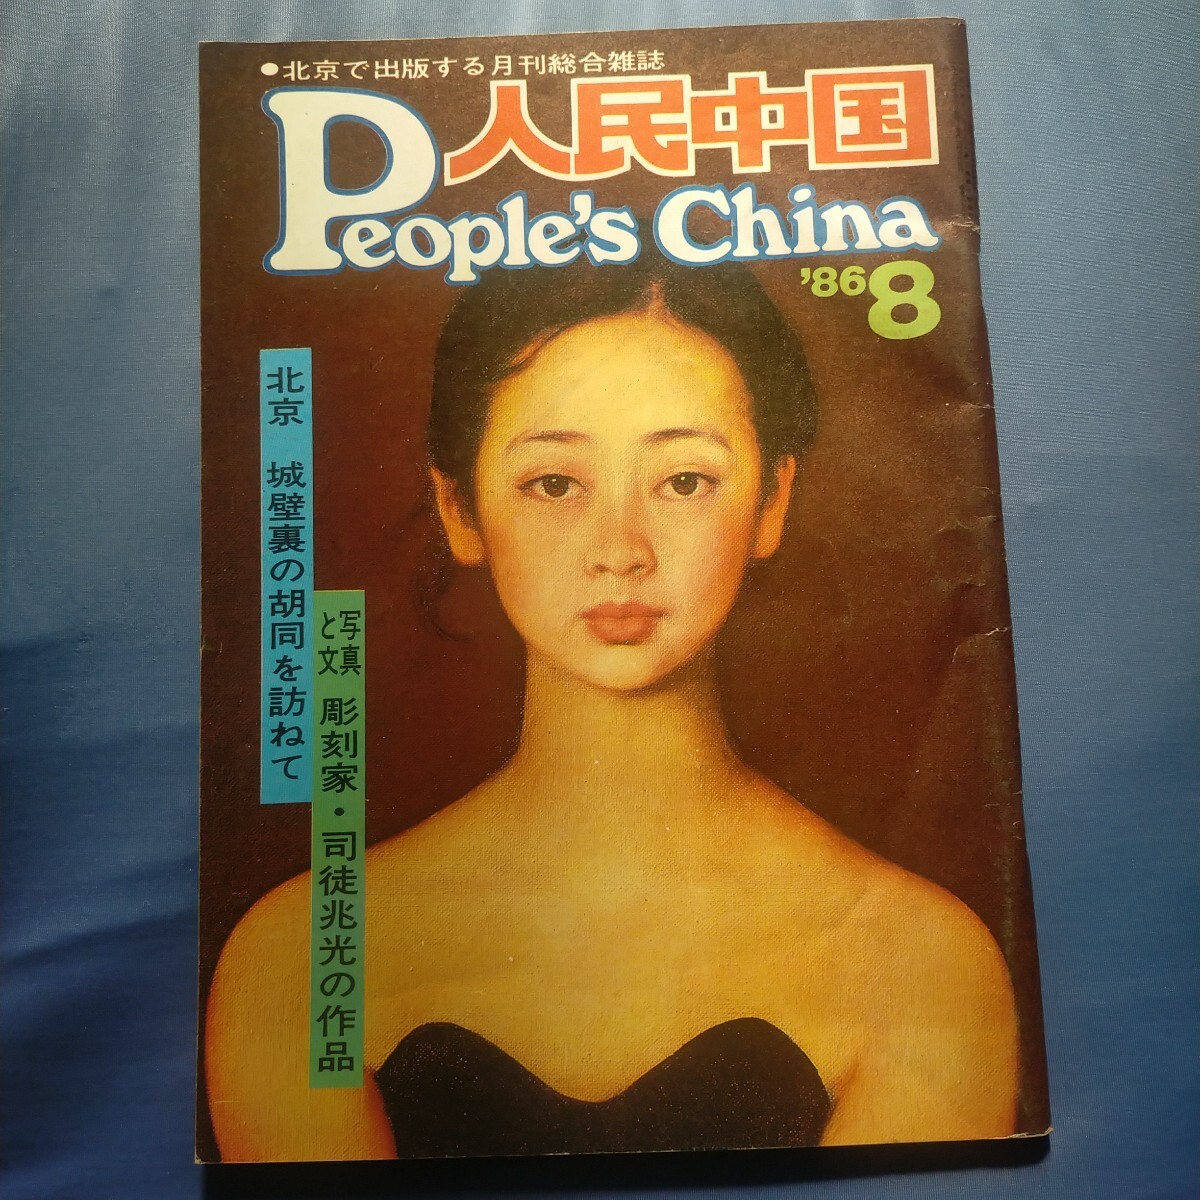 ●北京で出版する月刊総合雑誌
人民中国
People's China
'86 8
北京 城壁裏の胡同を訪ねて
写真と文 彫刻家・司徒兆光の作品